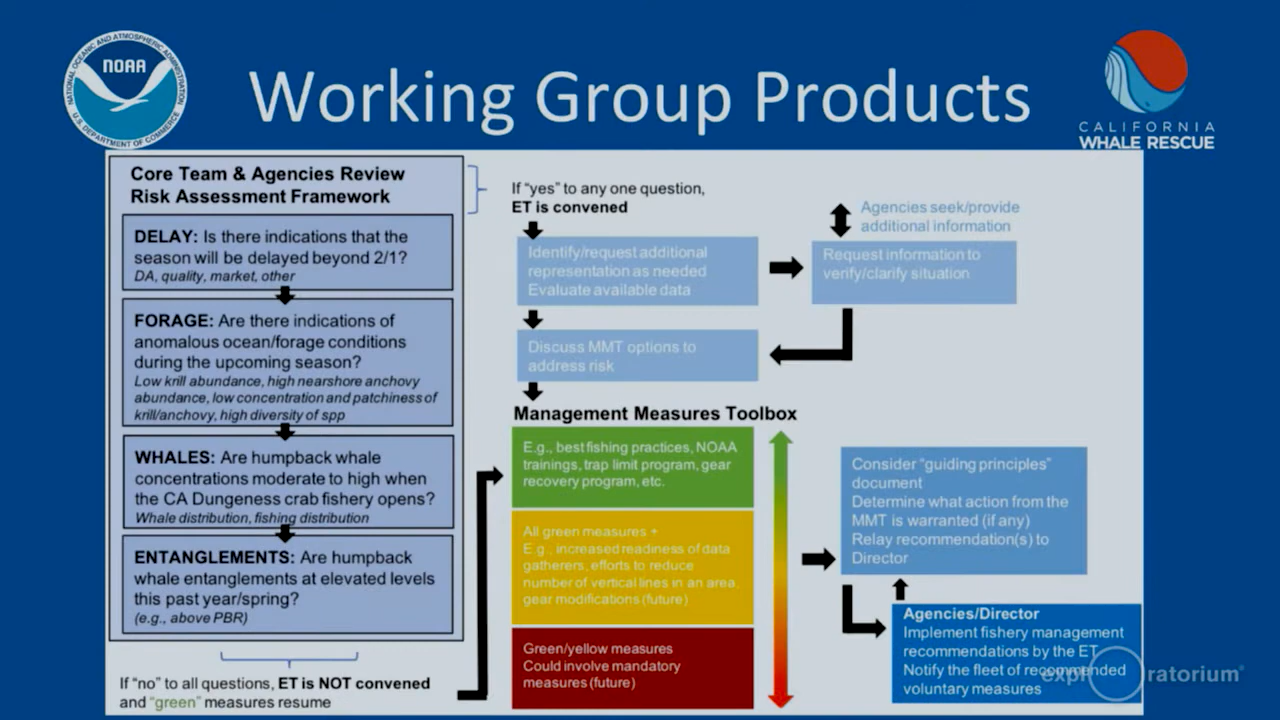 NATIONAL OCEANIC AND ATMOSPHERIC ADMINISTRATION
NOAA
U.S. DEPARTMENT OF COMMERCE
Working Group Products
CALIFORNIA
WHALE RESCUE
Core Team & Agencies Review
Risk Assessment Framework
DELAY: Is there indications that the
season will be delayed beyond 2/1?
DA, quality, market, other
FORAGE: Are there indications of
anomalous ocean/forage conditions
during the upcoming season?
Low krill abundance, high nearshore anchovy
abundance, low concentration and patchiness of
krill/anchovy, high diversity of spp
WHALES: Are humpback whale
concentrations moderate to high when
the CA Dungeness crab fishery opens?
Whale distribution, fishing distribution
ENTANGLEMENTS: Are humpback
whale entanglements at elevated levels
this past year/spring?
(e.g., above PBR)
If "no" to all questions, ET is NOT convened
and "green" measures resume
If "yes" to any one question,
ET is convened
Identify/request additional
representation as needed
Evaluate available data
Agencies seek/provide
additional information
Request information to
verify/clarify situation
Discuss MMT options to
address risk
Management Measures Toolbox
E.g., best fishing practices, NOAA
trainings, trap limit program, gear
recovery program, etc.
All green measures +
E.g., increased readiness of data
gatherers, efforts to reduce
number of vertical lines in an area,
gear modifications (future)
Green/yellow measures
Could involve mandatory
measures (future)
Consider "guiding principles"
document
Determine what action from the
MMT is warranted (if any)
Relay recommendation(s) to
Director
Agencies/Director
Implement fishery management
recommendations by the ET
Notify the fleet of recommended
voluntary measures
exploratorium